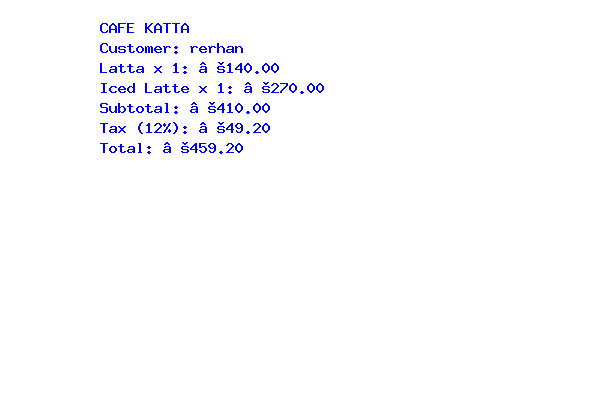 CAFE KATTA
Customer: rerhan
Latta x 1: â š140.00
Iced Latte x 1: â š270.00
Subtotal: â š410.00
Tax (12%): â š49.20
Total: â š459.20